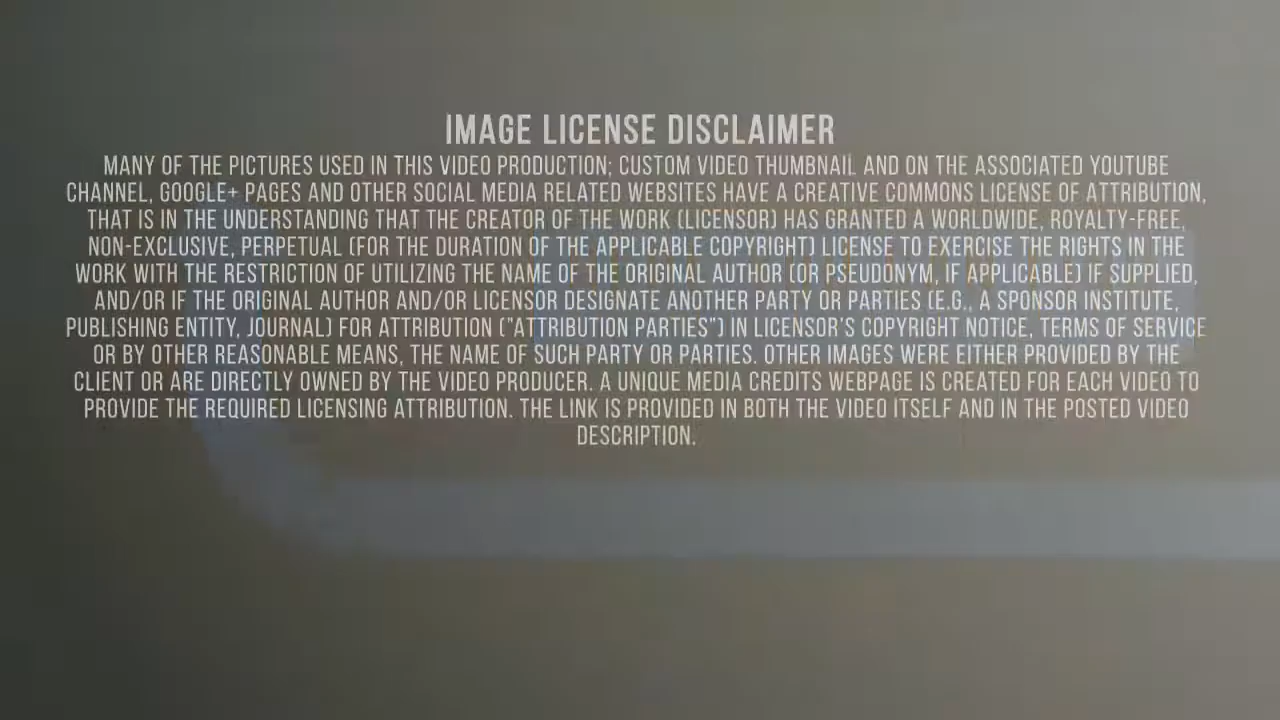 IMAGE LICENSE DISCLAIMER
MANY OF THE PICTURES USED IN THIS VIDEO PRODUCTION; CUSTOM VIDEO THUMBNAIL AND ON THE ASSOCIATED YOUTUBE
CHANNEL, GOOGLE+ PAGES AND OTHER SOCIAL MEDIA RELATED WEBSITES HAVE A CREATIVE COMMONS LICENSE OF ATTRIBUTION,
THAT IS IN THE UNDERSTANDING THAT THE CREATOR OF THE WORK (LICENSOR) HAS GRANTED A WORLDWIDE, ROYALTY-FREE,
NON-EXCLUSIVE, PERPETUAL (FOR THE DURATION OF THE APPLICABLE COPYRIGHT) LICENSE TO EXERCISE THE RIGHTS IN THE
WORK WITH THE RESTRICTION OF UTILIZING THE NAME OF THE ORIGINAL AUTHOR (OR PSEUDONYM, IF APPLICABLE) IF SUPPLIED,
AND/OR IF THE ORIGINAL AUTHOR AND/OR LICENSOR DESIGNATE ANOTHER PARTY OR PARTIES (E.G., A SPONSOR INSTITUTE,
PUBLISHING ENTITY, JOURNAL) FOR ATTRIBUTION ("ATTRIBUTION PARTIES") IN LICENSOR'S COPYRIGHT NOTICE, TERMS OF SERVICE
OR BY OTHER REASONABLE MEANS, THE NAME OF SUCH PARTY OR PARTIES. OTHER IMAGES WERE EITHER PROVIDED BY THE
CLIENT OR ARE DIRECTLY OWNED BY THE VIDEO PRODUCER. A UNIQUE MEDIA CREDITS WEBPAGE IS CREATED FOR EACH VIDEO TO
PROVIDE THE REQUIRED LICENSING ATTRIBUTION. THE LINK IS PROVIDED IN BOTH THE VIDEO ITSELF AND IN THE POSTED VIDEO
DESCRIPTION.